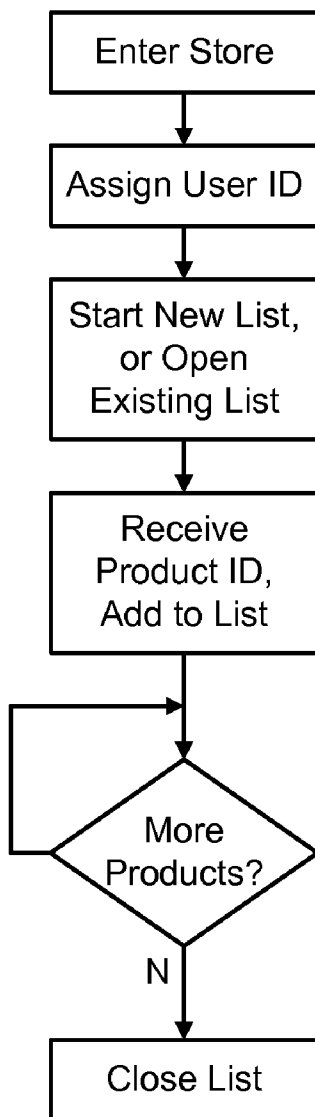 Enter Store
Assign User ID
Start New List,
or Open
Existing List
Receive
Product ID,
Add to List
More
Products?
N
Close List